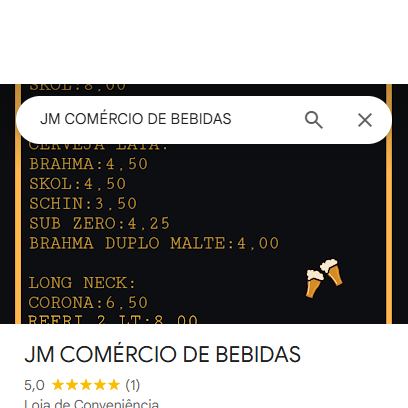 SKOL:8,00
JM COMÉRCIO DE BEBIDAS
CERVEJA LATA:
BRAHMA:4,50
SKOL:4,50
SCHIN:3,50
SUB ZERO:4,25
BRAHMA DUPLO MALTE:4,00
LONG NECK:
CORONA:6,50
REFRI 2 LT:8,00
JM COMÉRCIO DE BEBIDAS
5,0 ★★★★★ (1)
Loja de Conveniência